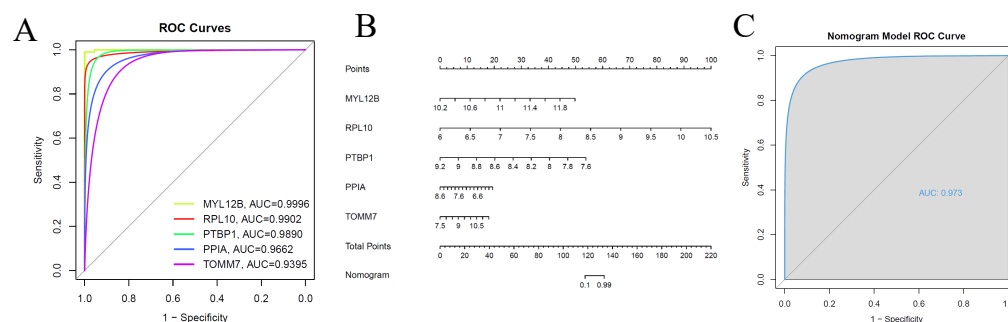 A
ROC Curves
Sensitivity
0.0 0.2 0.4 0.6 0.8 1.0
MYL12B, AUC=0.9996
RPL10, AUC=0.9902
PTBP1, AUC=0.9890
PPIA, AUC=0.9662
TOMM7, AUC=0.9395
1.0 0.8 0.6 0.4 0.2 0.0
1 − Specificity
B
Points
0 10 20 30 40 50 60 70 80 90 100
MYL12B
10.2 10.6 11 11.4 11.8
RPL10
6 6.5 7 7.5 8 8.5 9 9.5 10 10.5
PTBP1
9.2 9 8.8 8.6 8.4 8.2 8 7.8 7.6
PPIA
8.6 7.6 6.6
TOMM7
7.5 9 10.5
Total Points
0 20 40 60 80 100 120 140 160 180 200 220
Nomogram
0.1 0.99
C
Nomogram Model ROC Curve
Sensitivity
0.0 0.2 0.4 0.6 0.8 1.0
AUC: 0.973
0.0 0.2 0.4 0.6 0.8
1 − Specificity